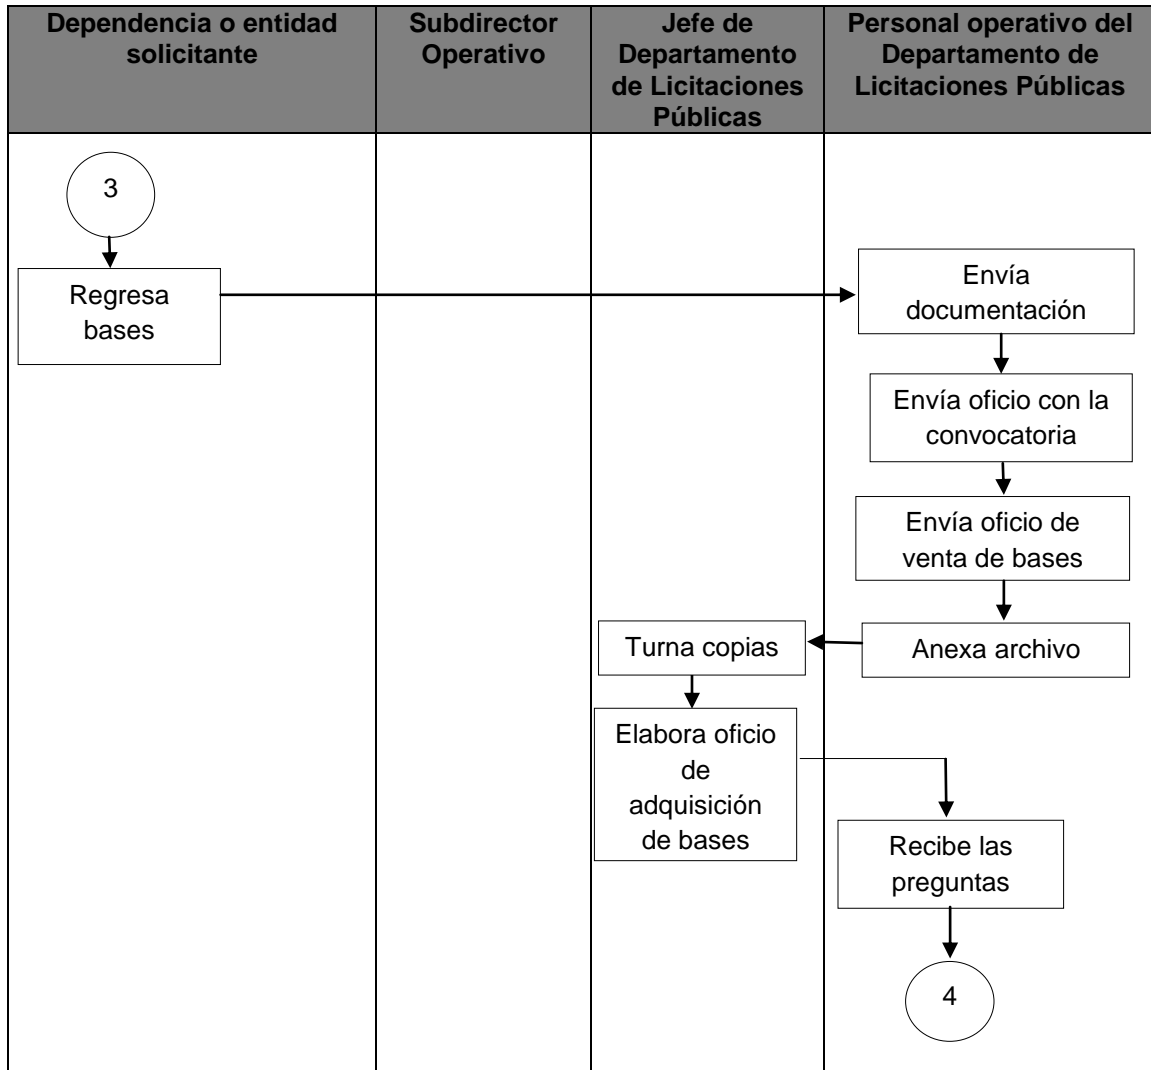 Dependencia o entidad
solicitante
Subdirector
Operativo
Jefe de
Departamento
de Licitaciones
Públicas
Personal operativo del
Departamento de
Licitaciones Públicas
3
Regresa
bases
Envía
documentación
Envía oficio con la
convocatoria
Envía oficio de
venta de bases
Anexa archivo
Turna copias
Elabora oficio
de
adquisición
de bases
Recibe las
preguntas
4